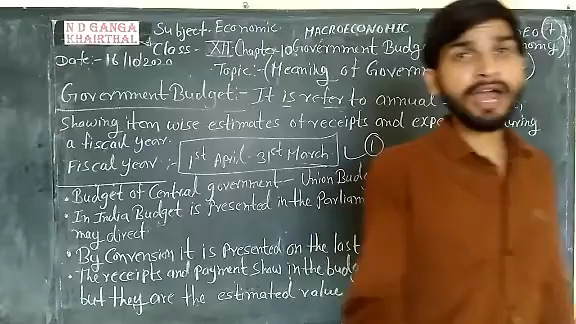 N D GANGA
KHAIRTHAL
Subject. Economic MACROECONOMIC
Class- XII Chapter-10 Government Budg
Date:- 16/10/2020
Topic:- (Meaning of Governm
Government Budget:- It is refer to annual
Showing item wise estimates of receipts and expe uring
a fiscal year.
Fiscal year :- 1st April - 31st March 1
• Budget of Central government - Union Bud
• In India Budget is presented in the Parliam
may direct.
• By Convension it is presented on the last
• The receipts and payment show in the budg
but they are the estimated value